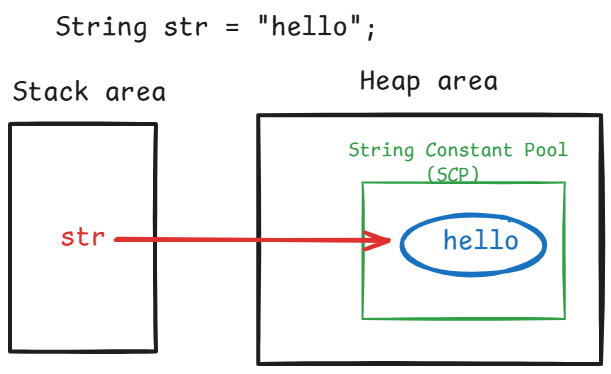 String str = "hello";
Stack area
Heap area
String Constant Pool
(SCP)
str
hello